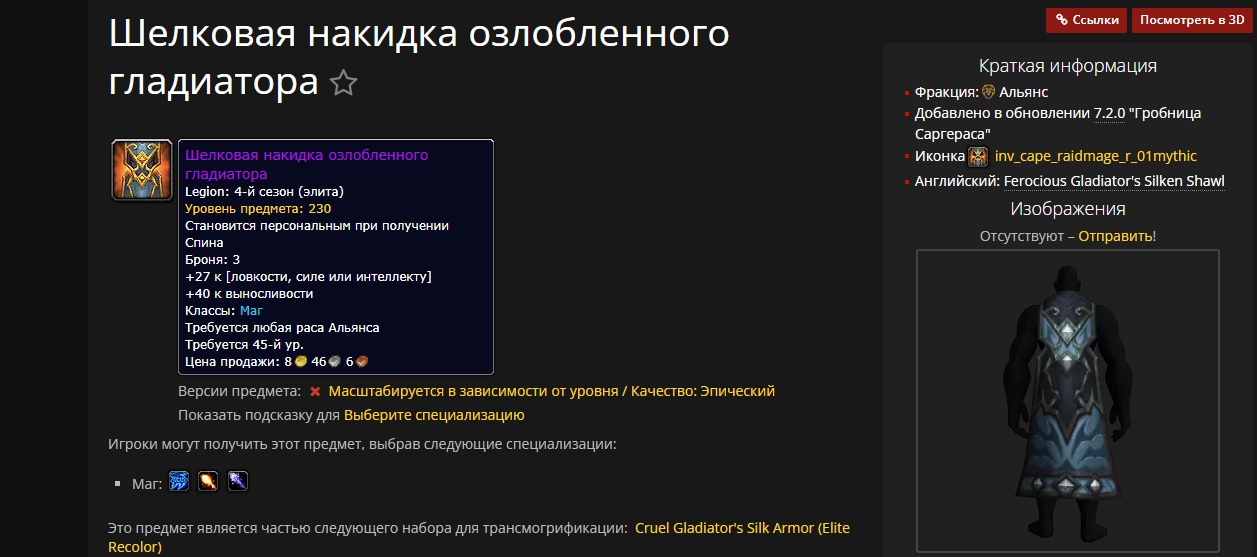 Шелковая накидка озлобленного
гладиатора
Шелковая накидка озлобленного
гладиатора
Legion: 4-й сезон (элита)
Уровень предмета: 230
Становится персональным при получении
Спина
Броня: 3
+27 к [ловкости, силе или интеллекту]
+40 к выносливости
Классы: Маг
Требуется любая раса Альянса
Требуется 45-й ур.
Цена продажи: 8 46 6
Версии предмета: Масштабируется в зависимости от уровня / Качество: Эпический
Показать подсказку для Выберите специализацию
Игроки могут получить этот предмет, выбрав следующие специализации:
Маг:
Это предмет является частью следующего набора для трансмогрификации: Cruel Gladiator's Silk Armor (Elite
Recolor)
Ссылки
Посмотреть в 3D
Краткая информация
Фракция: Альянс
Добавлено в обновлении 7.2.0 "Гробница
Саргераса"
Иконка inv_cape_raidmage_r_01mythic
Английский: Ferocious Gladiator's Silken Shawl
Изображения
Отсутствуют – Отправить!